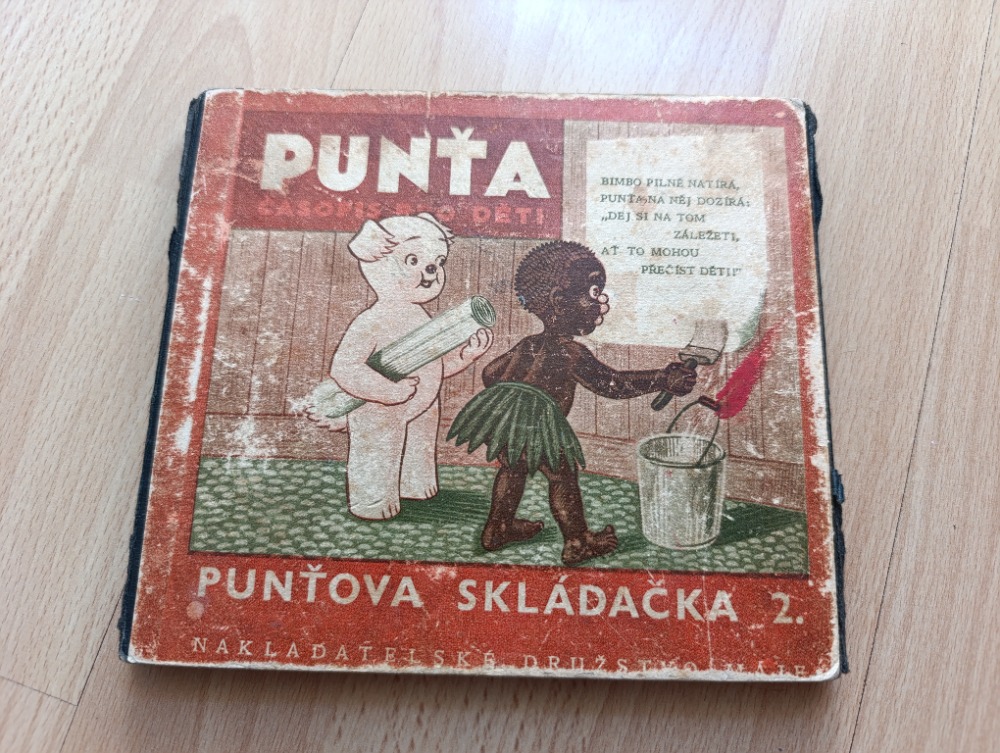 PUNŤA
ČASOPIS PRO DĚTI
BIMBO PILNĚ NATÍRÁ,
PUNŤA NA NĚJ DOZÍRÁ:
„DEJ SI NA TOM
ZÁLEŽETI,
AŤ TO MOHOU
PŘEČÍST DĚTI!"
PUNŤOVA SKLÁDAČKA 2.
NAKLADATELSKÉ DRUŽSTVO MÁJE